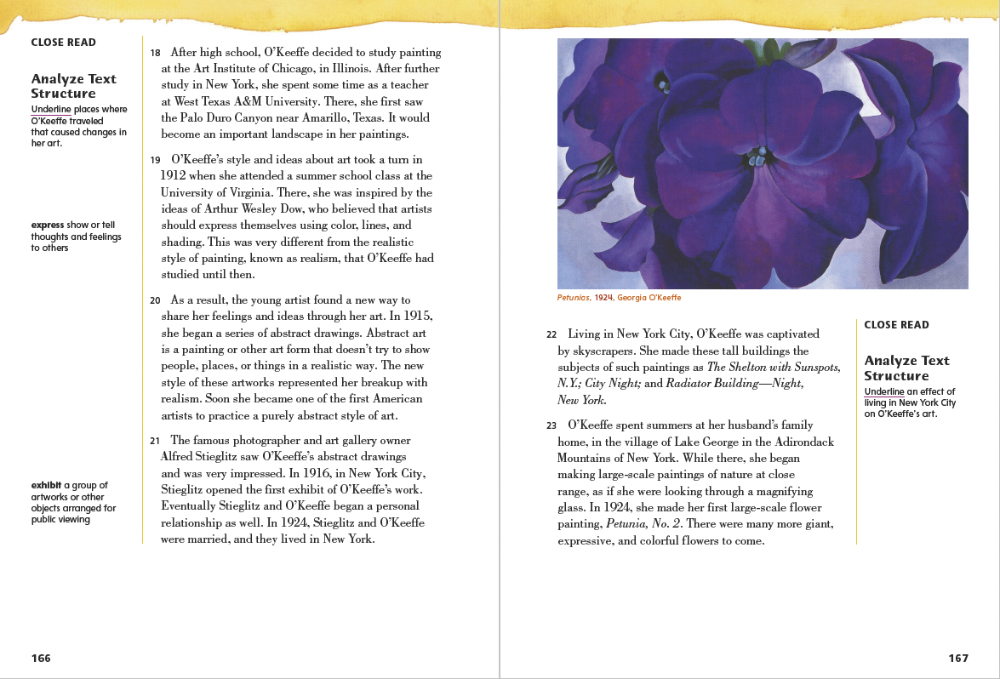 CLOSE READ
Analyze Text
Structure
Underline places where
O’Keeffe traveled
that caused changes in
her art.
express show or tell
thoughts and feelings
to others
exhibit a group of
artworks or other
objects arranged for
public viewing
18 After high school, O’Keeffe decided to study painting
at the Art Institute of Chicago, in Illinois. After further
study in New York, she spent some time as a teacher
at West Texas A&M University. There, she first saw
the Palo Duro Canyon near Amarillo, Texas. It would
become an important landscape in her paintings.
19 O’Keeffe’s style and ideas about art took a turn in
1912 when she attended a summer school class at the
University of Virginia. There, she was inspired by the
ideas of Arthur Wesley Dow, who believed that artists
should express themselves using color, lines, and
shading. This was very different from the realistic
style of painting, known as realism, that O’Keeffe had
studied until then.
20 As a result, the young artist found a new way to
share her feelings and ideas through her art. In 1915,
she began a series of abstract drawings. Abstract art
is a painting or other art form that doesn’t try to show
people, places, or things in a realistic way. The new
style of these artworks represented her breakup with
realism. Soon she became one of the first American
artists to practice a purely abstract style of art.
21 The famous photographer and art gallery owner
Alfred Stieglitz saw O’Keeffe’s abstract drawings
and was very impressed. In 1916, in New York City,
Stieglitz opened the first exhibit of O’Keeffe’s work.
Eventually Stieglitz and O’Keeffe began a personal
relationship as well. In 1924, Stieglitz and O’Keeffe
were married, and they lived in New York.
166
Petunias, 1924, Georgia O’Keeffe
22 Living in New York City, O’Keeffe was captivated
by skyscrapers. She made these tall buildings the
subjects of such paintings as The Shelton with Sunspots,
N.Y.; City Night; and Radiator Building—Night,
New York.
23 O’Keeffe spent summers at her husband’s family
home, in the village of Lake George in the Adirondack
Mountains of New York. While there, she began
making large-scale paintings of nature at close
range, as if she were looking through a magnifying
glass. In 1924, she made her first large-scale flower
painting, Petunia, No. 2. There were many more giant,
expressive, and colorful flowers to come.
CLOSE READ
Analyze Text
Structure
Underline an effect of
living in New York City
on O’Keeffe’s art.
167